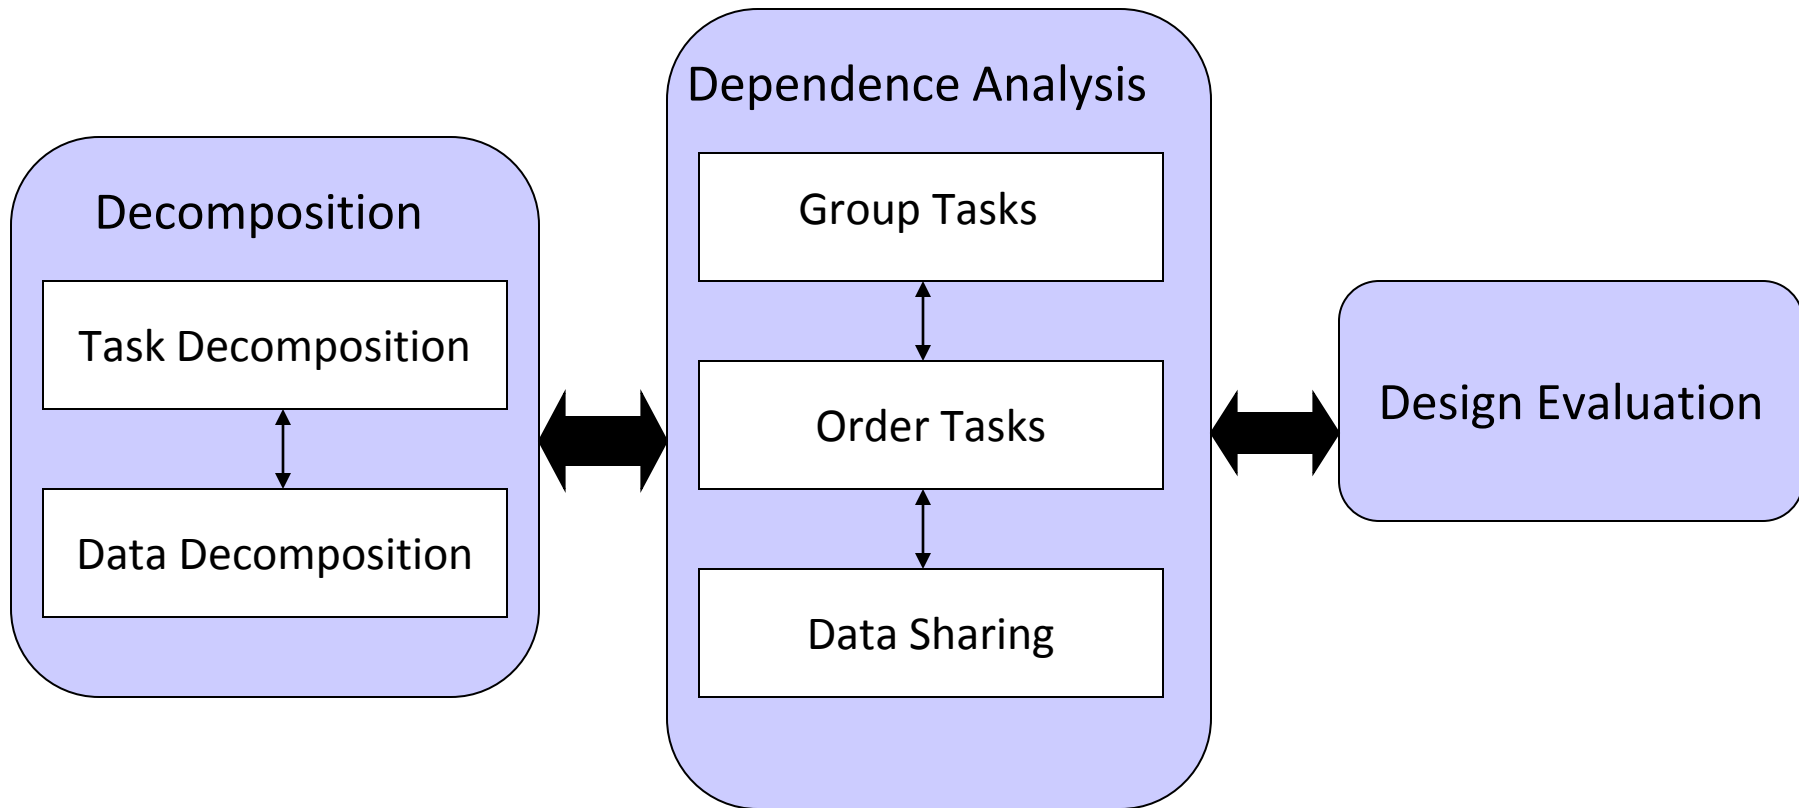 Decomposition
Task Decomposition
Data Decomposition
Dependence Analysis
Group Tasks
Order Tasks
Data Sharing
Design Evaluation